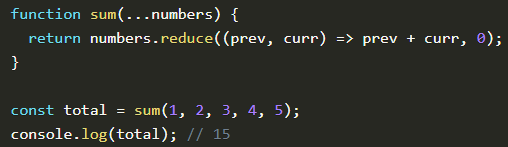 function sum(...numbers) {
  return numbers.reduce((prev, curr) => prev + curr, 0);
}

const total = sum(1, 2, 3, 4, 5);
console.log(total); // 15